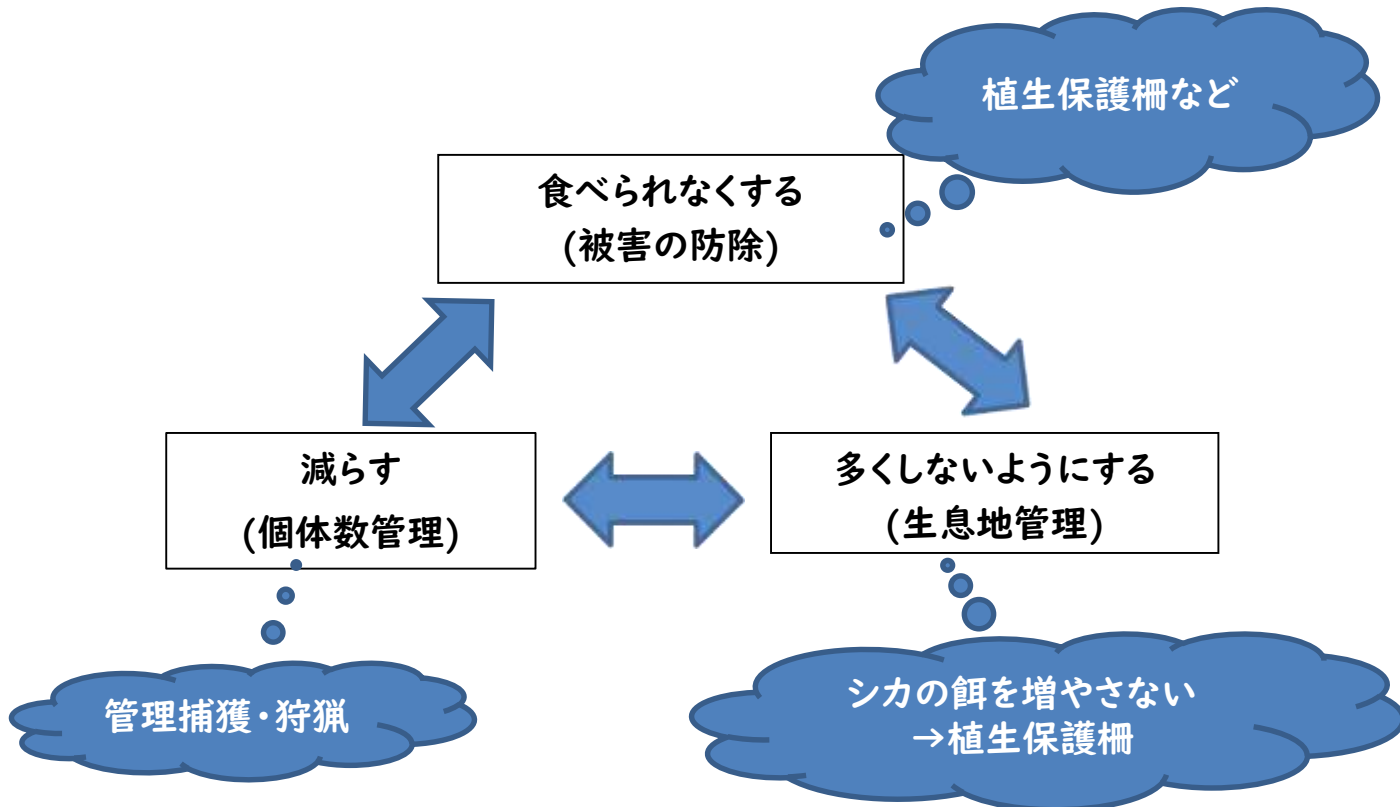 植生保護柵など
食べられなくする
(被害の防除)
減らす
(個体数管理)
多くしないようにする
(生息地管理)
管理捕獲・狩猟
シカの餌を増やさない
→植生保護柵